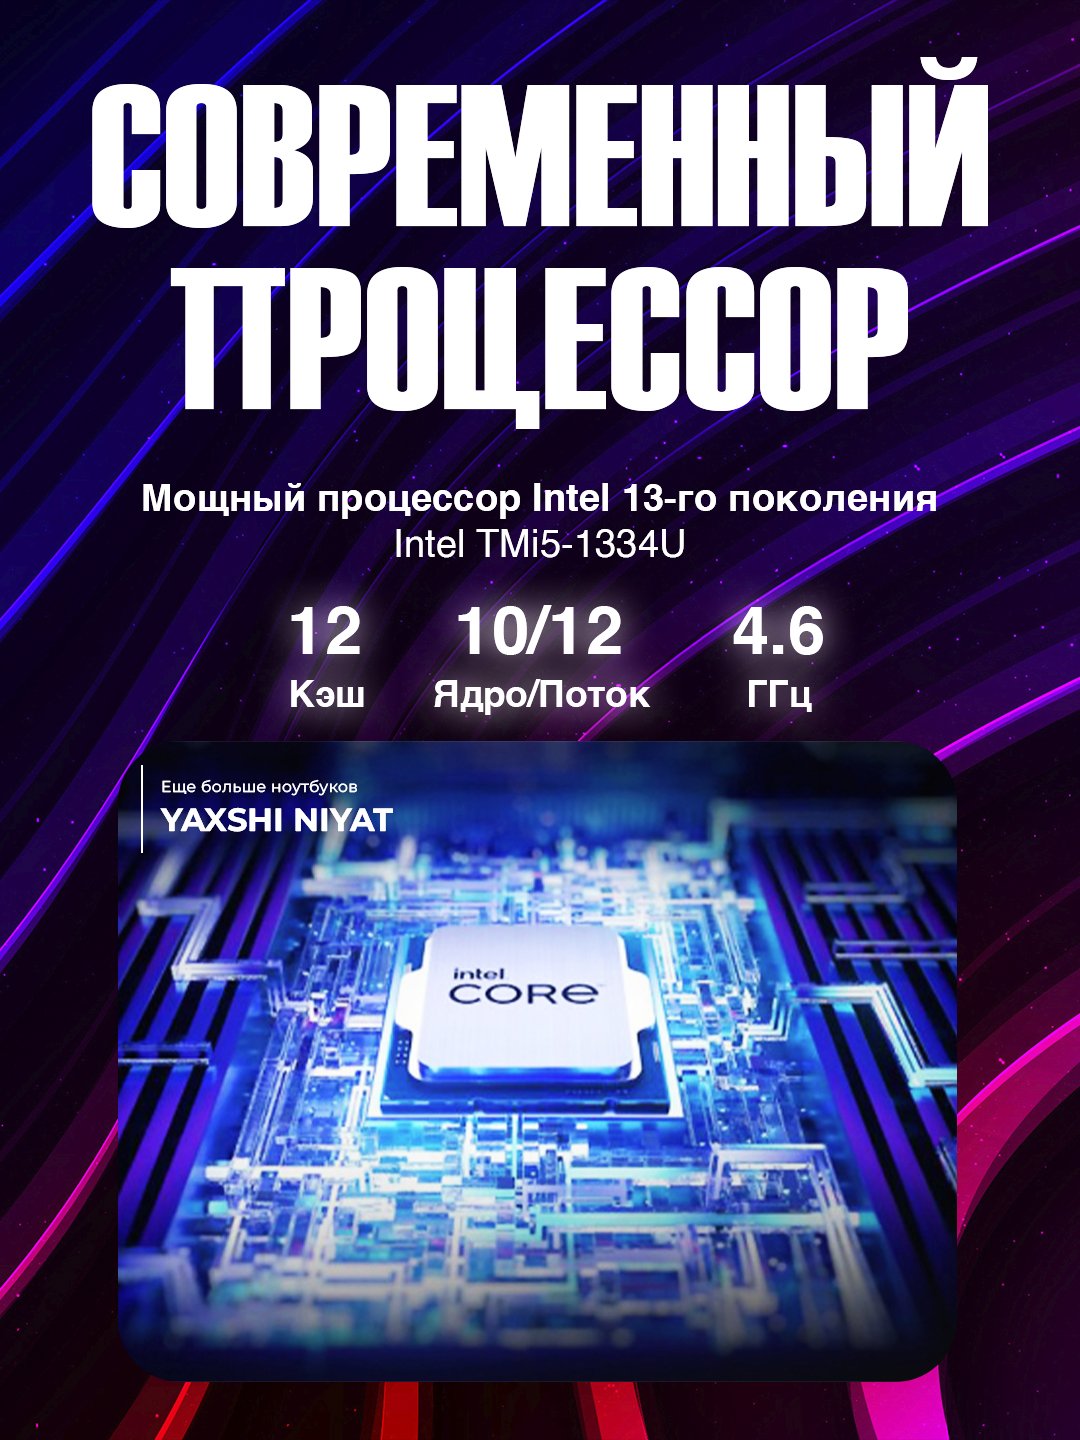 СОВРЕМЕННЫЙ
ПРОЦЕССОР
Мощный процессор Intel 13-го поколения
Intel TMi5-1334U
12 10/12 4.6
Кэш Ядро/Поток ГГц
Еще больше ноутбуков
YAXSHI NIYAT
intel
CORE